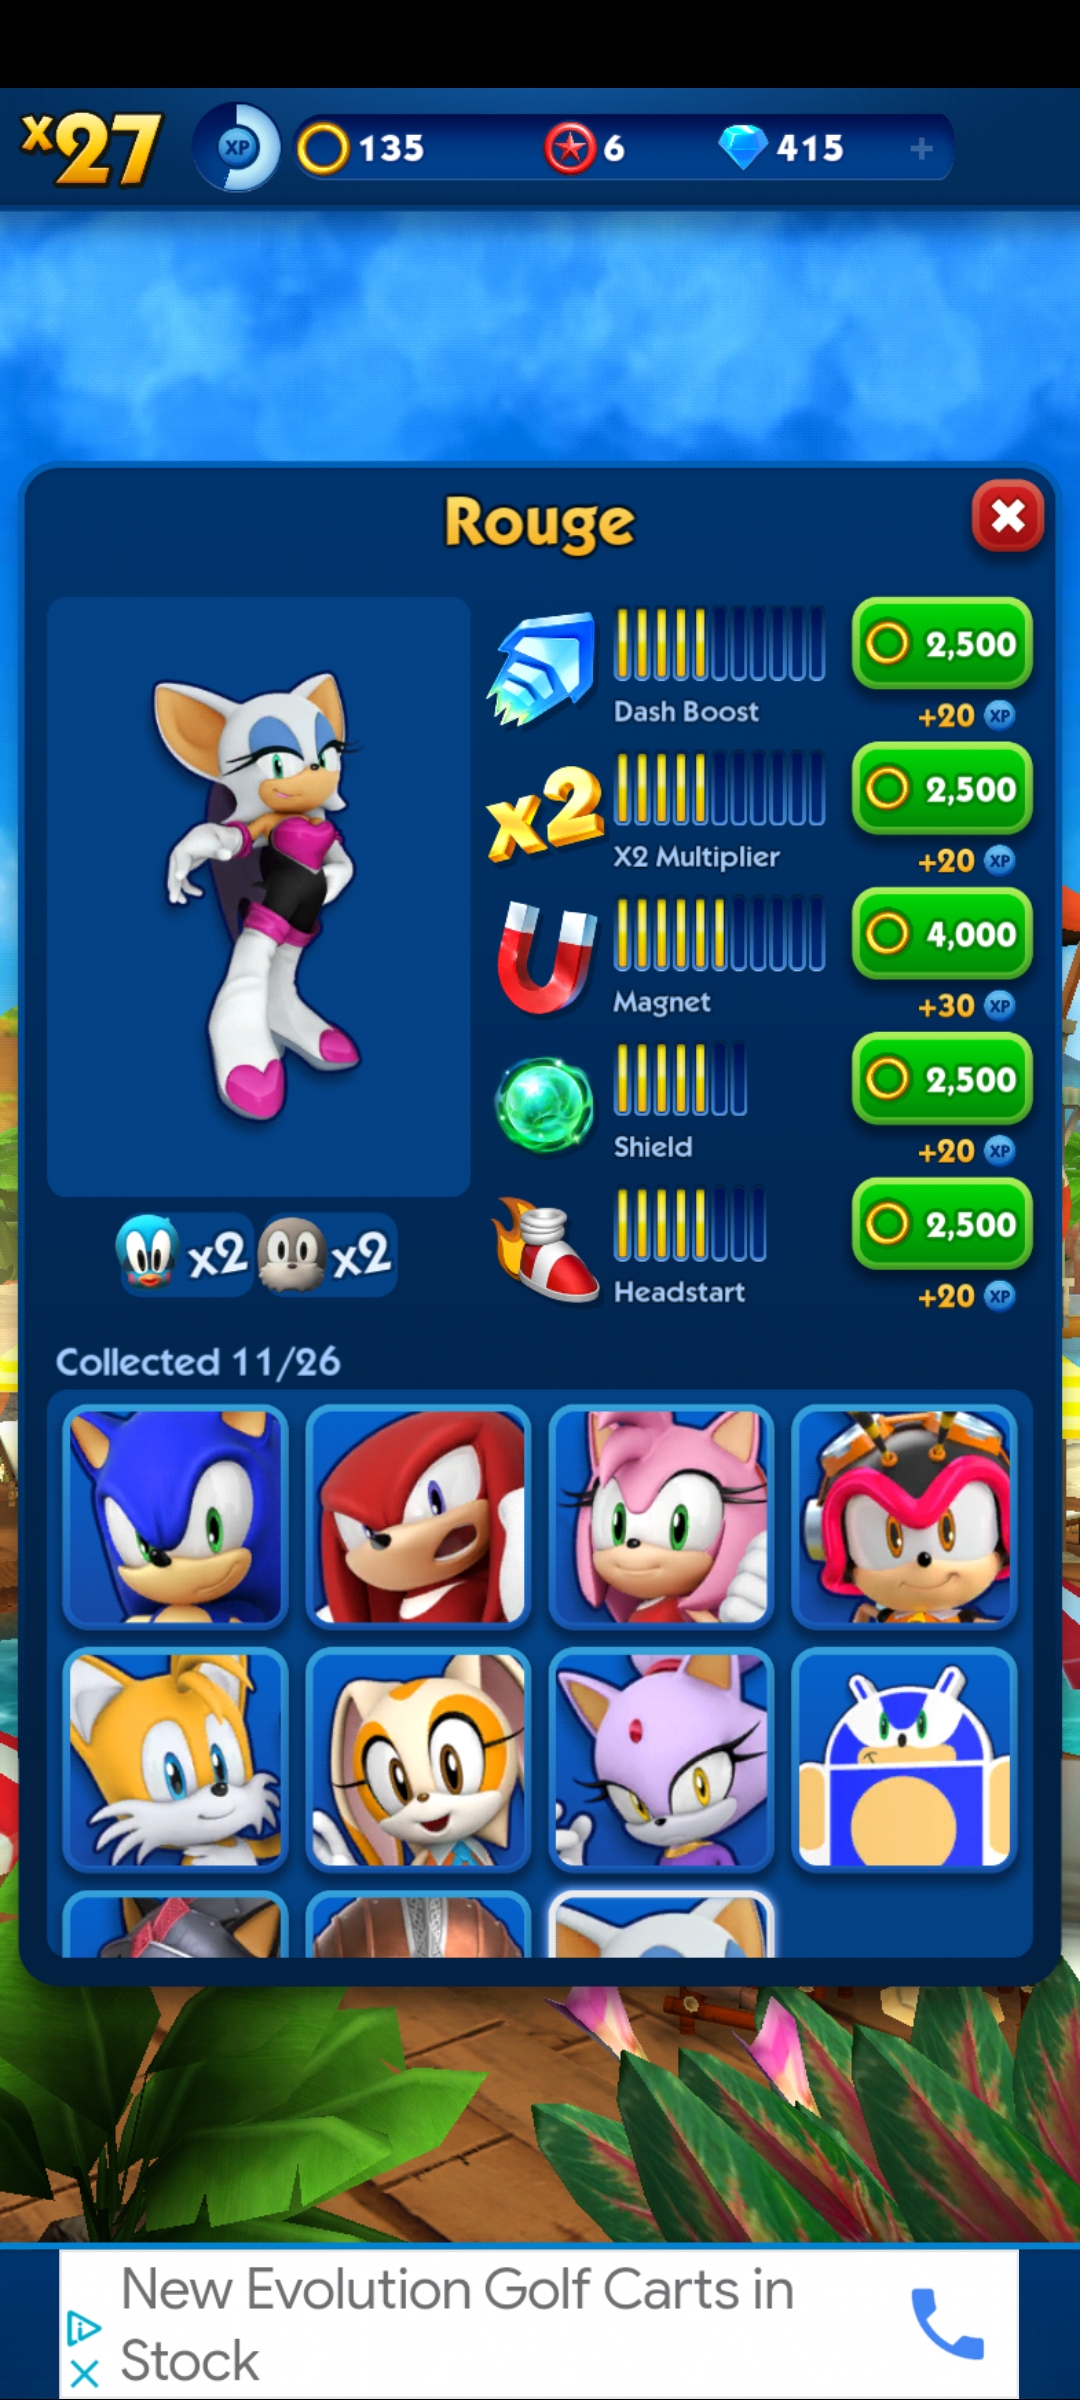 x27
XP
135
6
415
+
Rouge
2,500
Dash Boost
+20 XP
x2
2,500
X2 Multiplier
+20 XP
4,000
Magnet
+30 XP
2,500
Shield
+20 XP
x2 x2
2,500
Headstart
+20 XP
Collected 11/26
New Evolution Golf Carts in
Stock